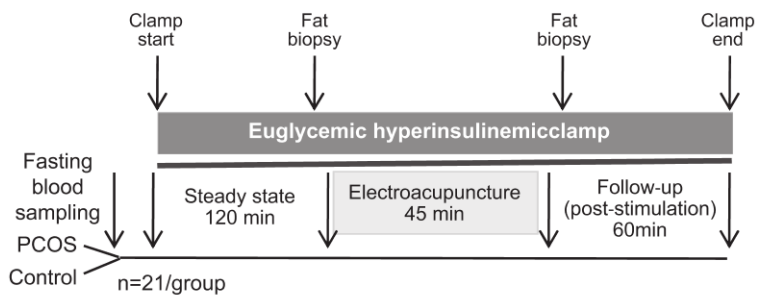 Clamp
start
Fat
biopsy
Fat
biopsy
Clamp
end
Euglycemic hyperinsulinemicclamp
Fasting
blood
sampling
Steady state
120 min
Electroacupuncture
45 min
Follow-up
(post-stimulation)
60min
PCOS
Control
n=21/group